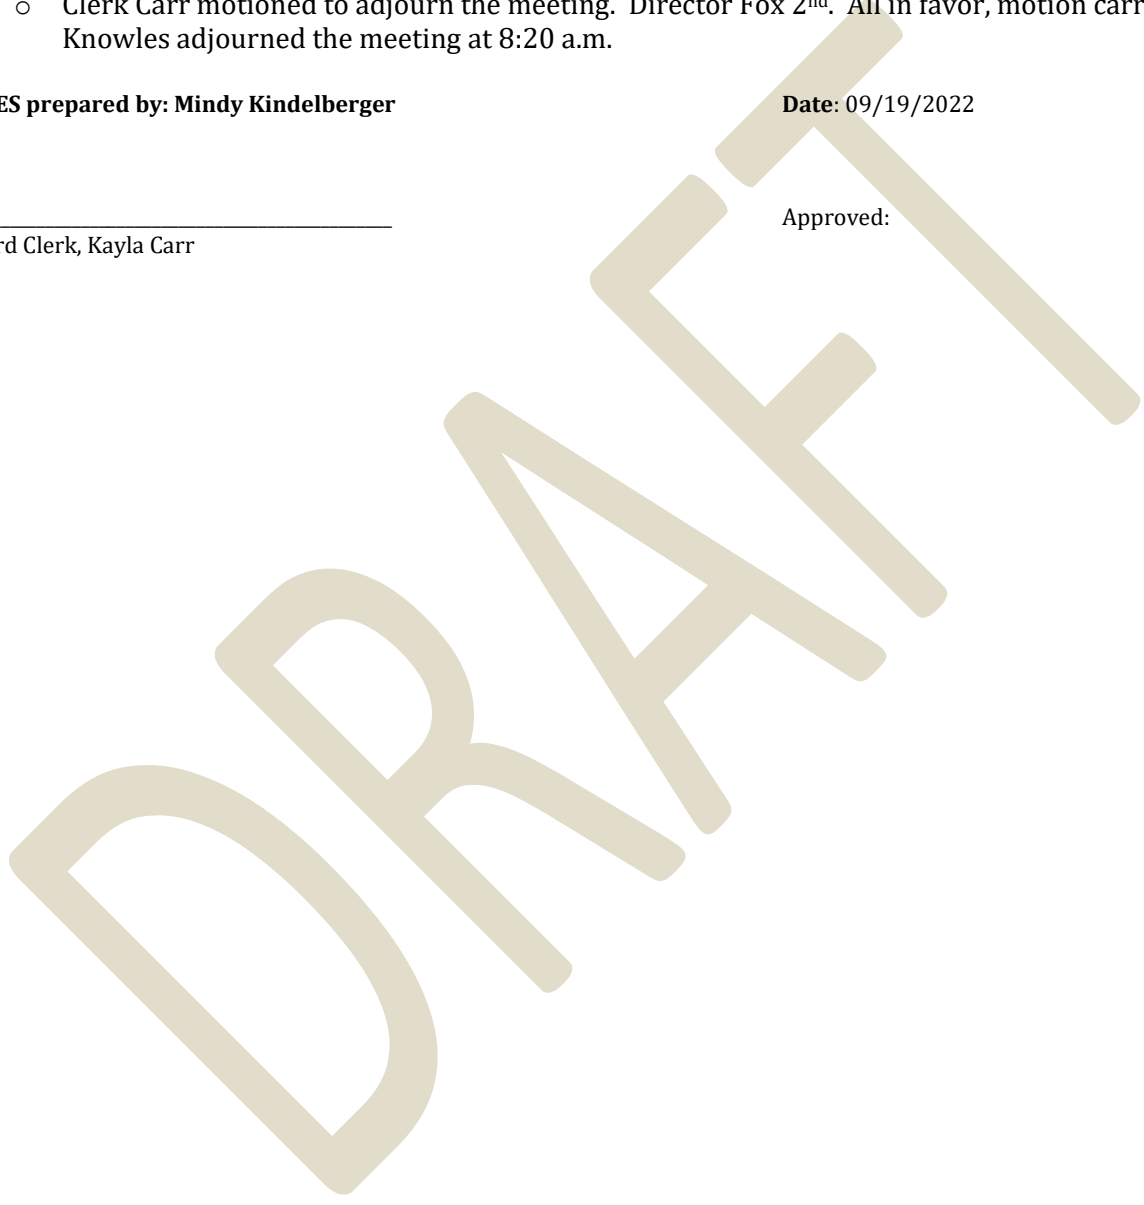 ○ Clerk Carr motioned to adjourn the meeting. Director Fox 2nd. All in favor, motion carr
Knowles adjourned the meeting at 8:20 a.m.
ES prepared by: Mindy Kindelberger Date: 09/19/2022
Approved:
rd Clerk, Kayla Carr
DRAFT